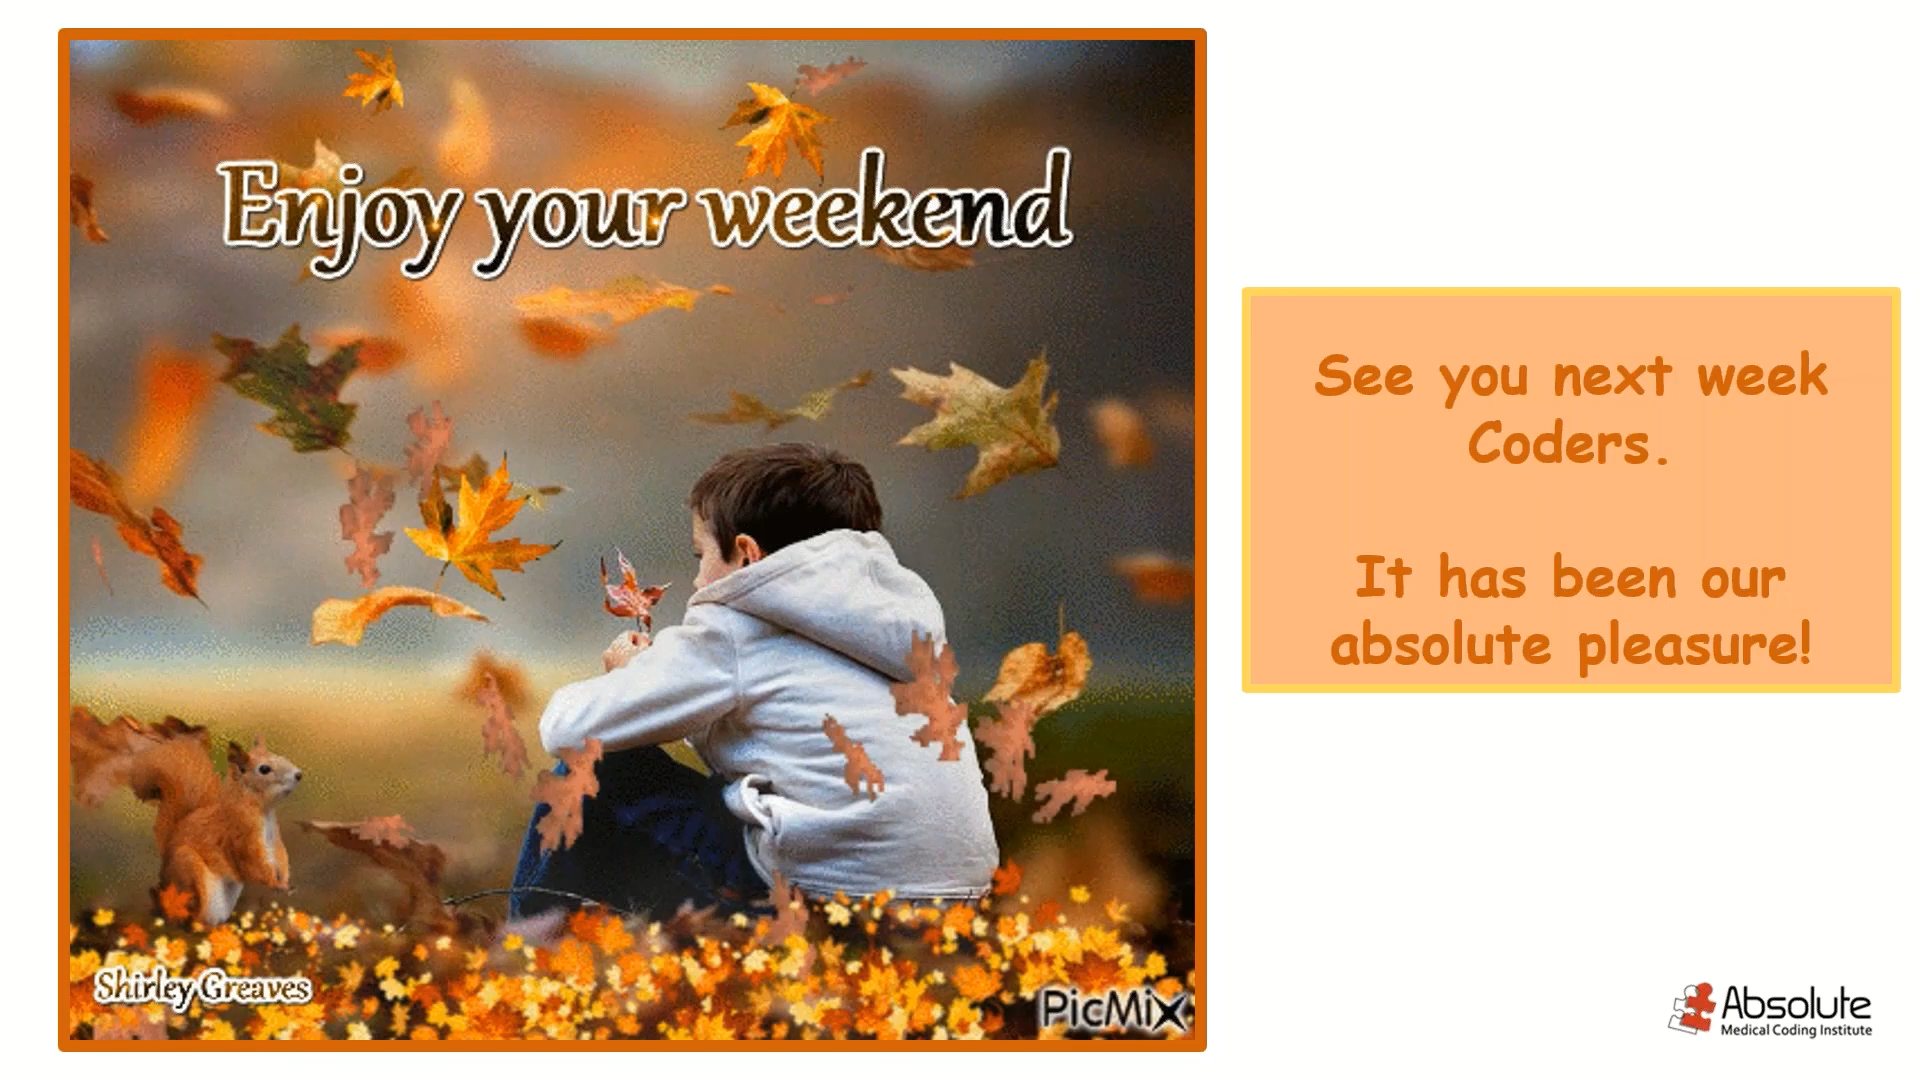 Enjoy your weekend
See you next week
Coders.
It has been our
absolute pleasure!
Shirley Greaves
PicMix
Absolute
Medical Coding Institute